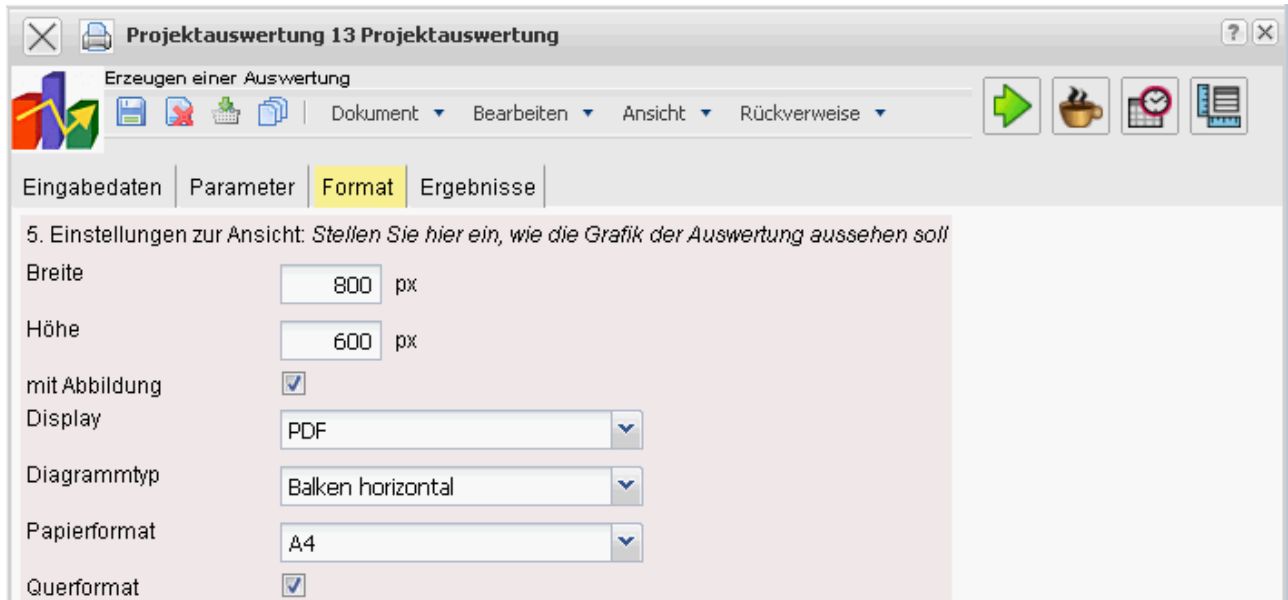 Projektauswertung 13 Projektauswertung
?
Erzeugen einer Auswertung
Dokument Bearbeiten Ansicht Rückverweise
Eingabedaten Parameter Format Ergebnisse
5. Einstellungen zur Ansicht: Stellen Sie hier ein, wie die Grafik der Auswertung aussehen soll
Breite 800 px
Höhe 600 px
mit Abbildung
Display PDF
Diagrammtyp Balken horizontal
Papierformat A4
Querformat